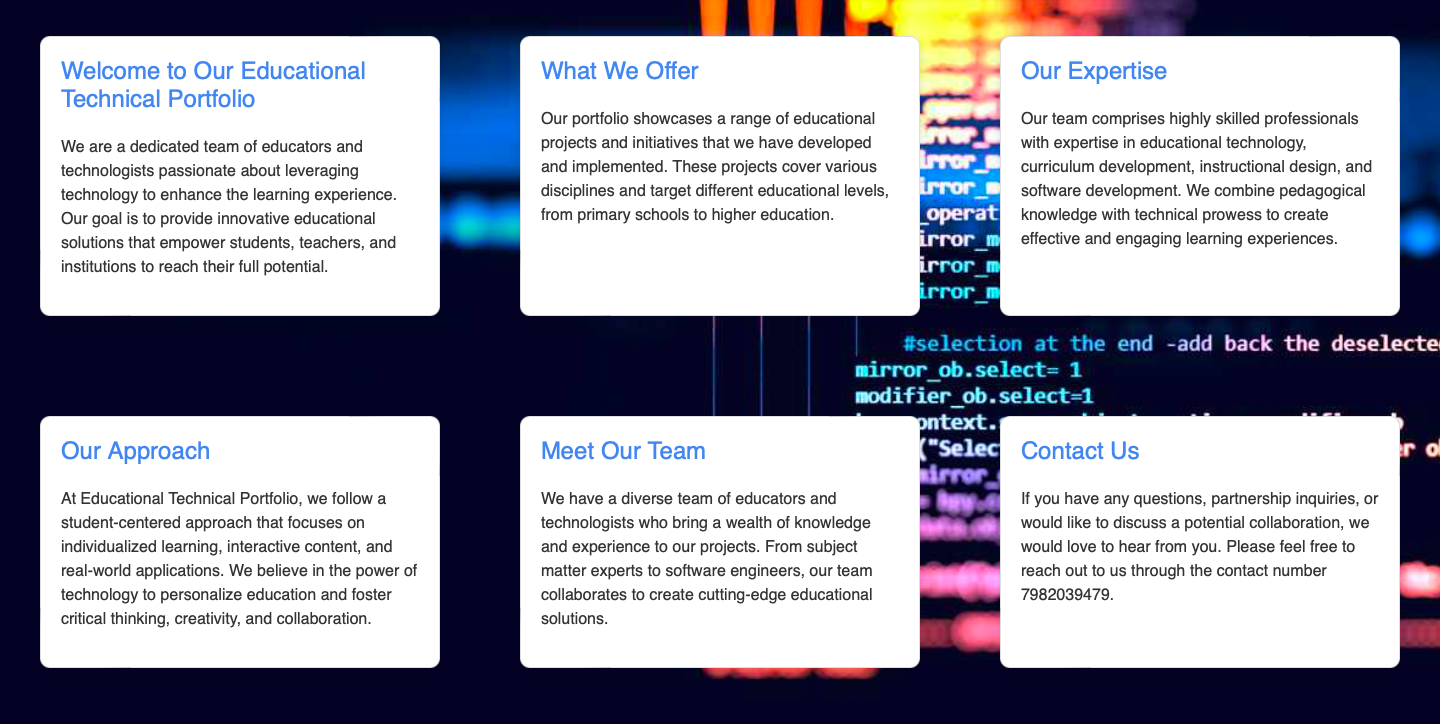 Welcome to Our Educational
Technical Portfolio
We are a dedicated team of educators and
technologists passionate about leveraging
technology to enhance the learning experience.
Our goal is to provide innovative educational
solutions that empower students, teachers, and
institutions to reach their full potential.
What We Offer
Our portfolio showcases a range of educational
projects and initiatives that we have developed
and implemented. These projects cover various
disciplines and target different educational levels,
from primary schools to higher education.
Our Expertise
Our team comprises highly skilled professionals
with expertise in educational technology,
curriculum development, instructional design, and
software development. We combine pedagogical
knowledge with technical prowess to create
effective and engaging learning experiences.
_operat
irror_m
irror_m
irror_m
#selection at the end -add back the deselecte
mirror_ob.select= 1
modifier_ob.select=1
Our Approach
At Educational Technical Portfolio, we follow a
student-centered approach that focuses on
individualized learning, interactive content, and
real-world applications. We believe in the power of
technology to personalize education and foster
critical thinking, creativity, and collaboration.
Meet Our Team
We have a diverse team of educators and
technologists who bring a wealth of knowledge
and experience to our projects. From subject
matter experts to software engineers, our team
collaborates to create cutting-edge educational
solutions.
ontext.
("Selec
mirror_
Contact Us
If you have any questions, partnership inquiries, or
would like to discuss a potential collaboration, we
would love to hear from you. Please feel free to
reach out to us through the contact number
7982039479.